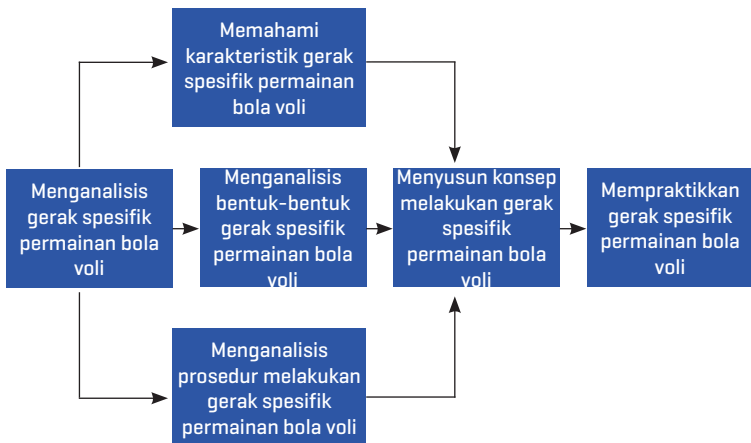 Memahami
karakteristik gerak
spesifik permainan
bola voli
Menganalisis
gerak spesifik
permainan bola
voli
Menganalisis
bentuk-bentuk
gerak spesifik
permainan bola
voli
Menyusun konsep
melakukan gerak
spesifik
permainan bola
voli
Mempraktikkan
gerak spesifik
permainan bola
voli
Menganalisis
prosedur melakukan
gerak spesifik
permainan bola voli